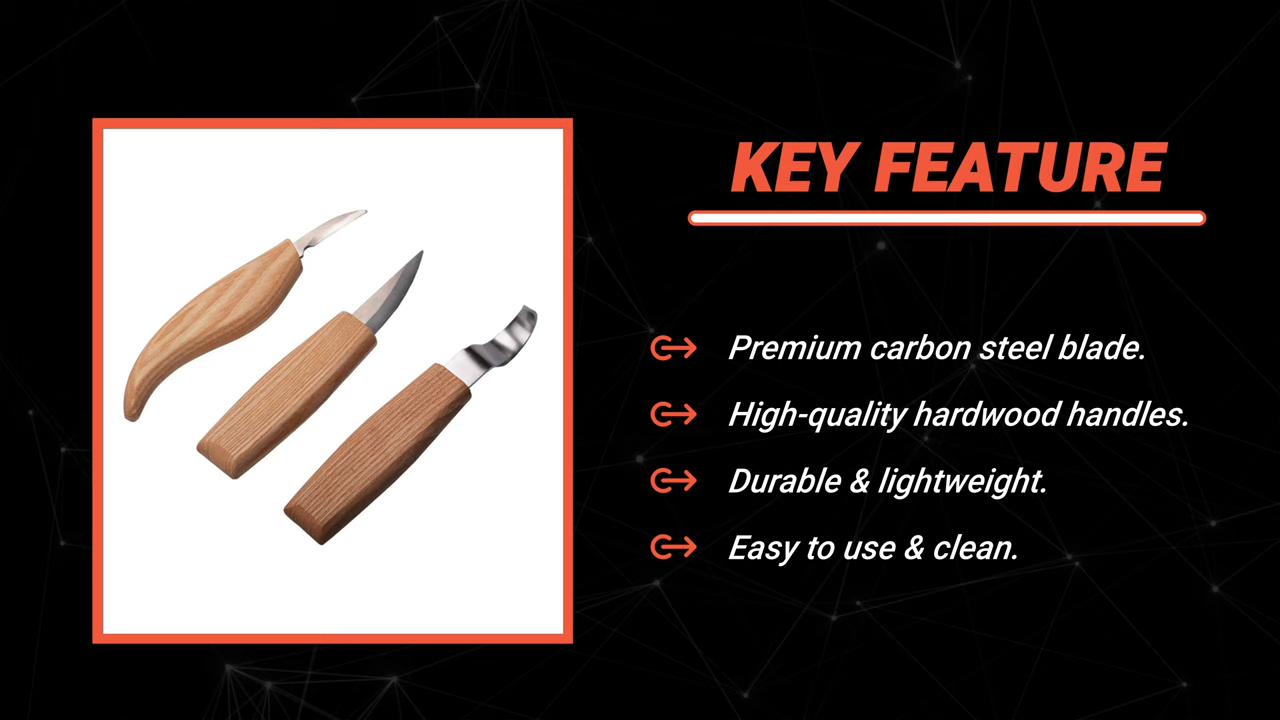 KEY FEATURE
Premium carbon steel blade.
High-quality hardwood handles.
Durable & lightweight.
Easy to use & clean.